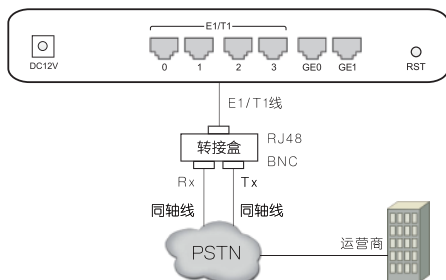 E1/T1
DC12V
0 1 2 3 GE0 GE1
RST
E1/T1线
转接盒
RJ48
BNC
Rx Tx
同轴线 同轴线
PSTN
运营商